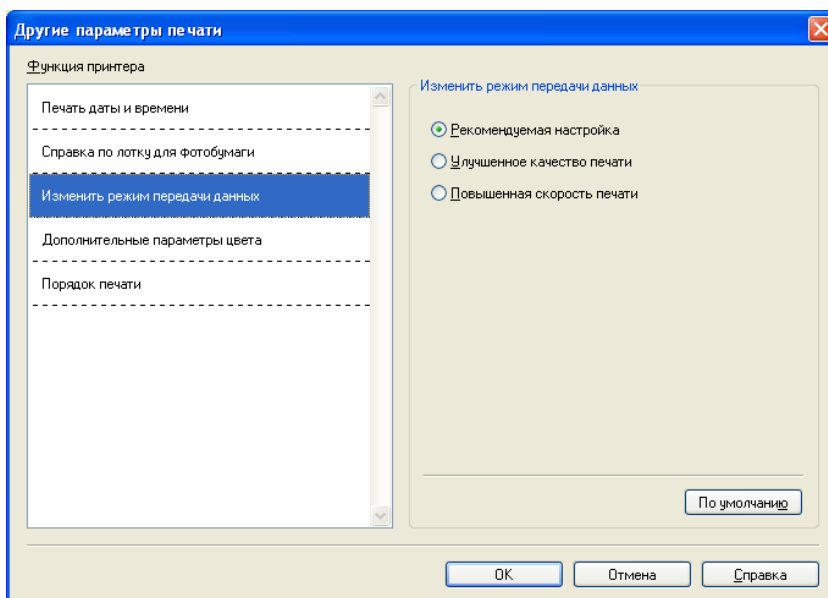 Другие параметры печати
Функция принтера
Печать даты и времени
Справка по лотку для фотобумаги
Изменить режим передачи данных
Дополнительные параметры цвета
Порядок печати
Изменить режим передачи данных
Рекомендуемая настройка
Улучшенное качество печати
Повышенная скорость печати
По умолчанию
OK
Отмена
Справка